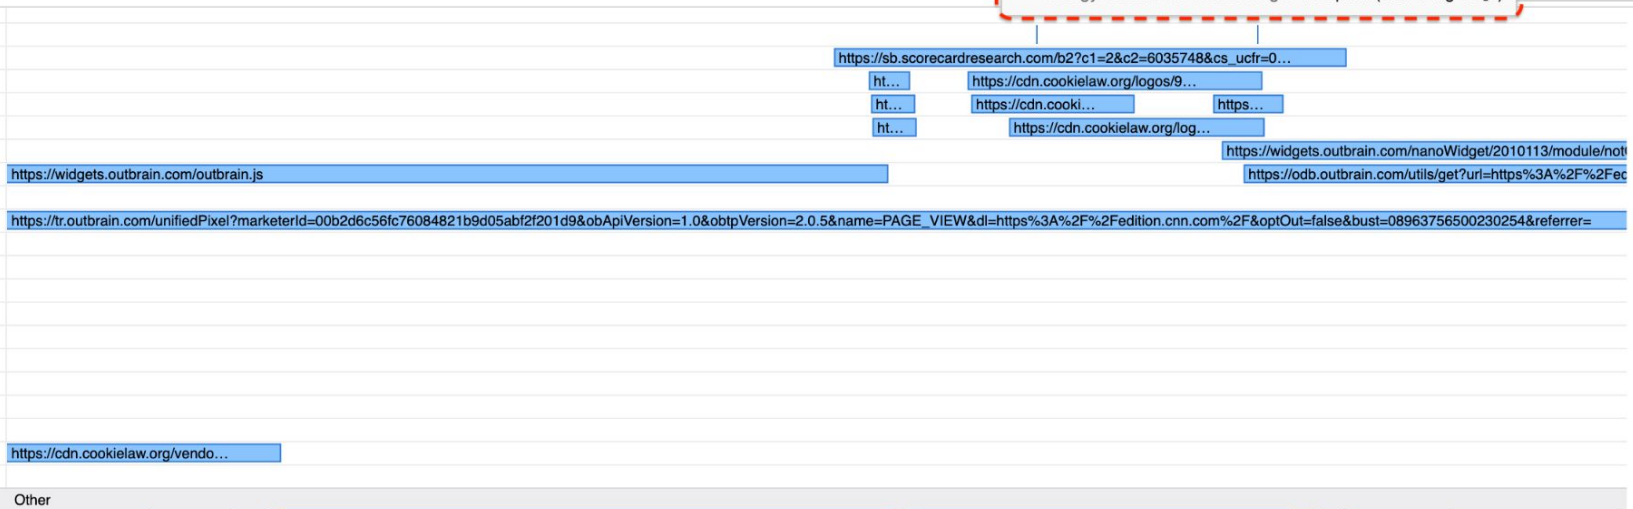 https://sb.scorecardresearch.com/b2?c1=2&c2=6035748&cs_ucfr=0...
ht... https://cdn.cookielaw.org/logos/9...
ht... https://cdn.cooki... https...
ht... https://cdn.cookielaw.org/log...
https://widgets.outbrain.com/nanoWidget/2010113/module/not
https://widgets.outbrain.com/outbrain.js https://odb.outbrain.com/utils/get?url=https%3A%2F%2Fec
https://tr.outbrain.com/unifiedPixel?marketerId=00b2d6c56fc76084821b9d05abf2f201d9&obApiVersion=1.0&obtpVersion=2.0.5&name=PAGE_VIEW&dl=https%3A%2F%2Fedition.cnn.com%2F&optOut=false&bust=08963756500230254&referrer=
https://cdn.cookielaw.org/vendo...
Other